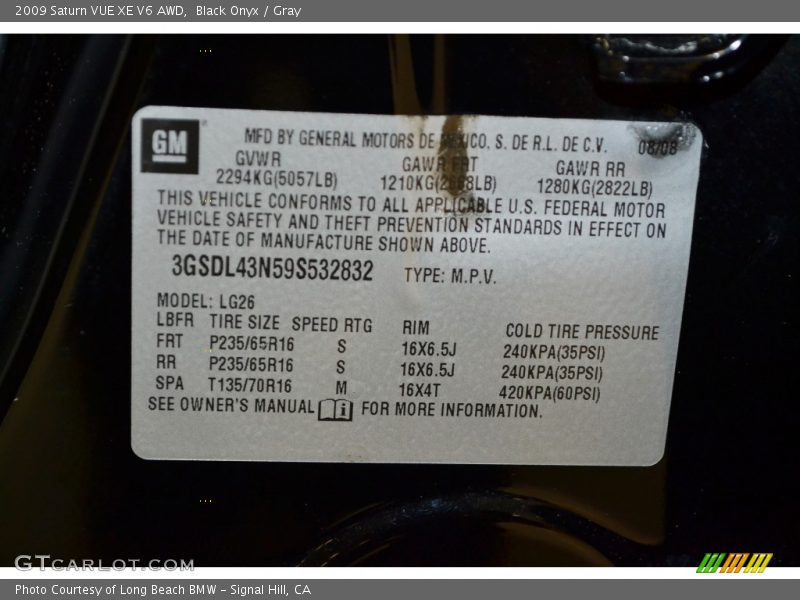 2009 Saturn VUE XE V6 AWD, Black Onyx / Gray
GM
MFD BY GENERAL MOTORS DE MEXICO. S. DE R.L. DE C.V. 08/08
GVWR GAWR FRT GAWR RR
2294KG(5057LB) 1210KG(2668LB) 1280KG(2822LB)
THIS VEHICLE CONFORMS TO ALL APPLICABLE U.S. FEDERAL MOTOR
VEHICLE SAFETY AND THEFT PREVENTION STANDARDS IN EFFECT ON
THE DATE OF MANUFACTURE SHOWN ABOVE.
3GSDL43N59S532832 TYPE: M.P.V.
MODEL: LG26
LBFR TIRE SIZE SPEED RTG RIM COLD TIRE PRESSURE
FRT P235/65R16 S 16X6.5J 240KPA(35PSI)
RR P235/65R16 S 16X6.5J 240KPA(35PSI)
SPA T135/70R16 M 16X4T 420KPA(60PSI)
SEE OWNER'S MANUAL i FOR MORE INFORMATION.
GTCARLOT.COM
Photo Courtesy of Long Beach BMW - Signal Hill, CA